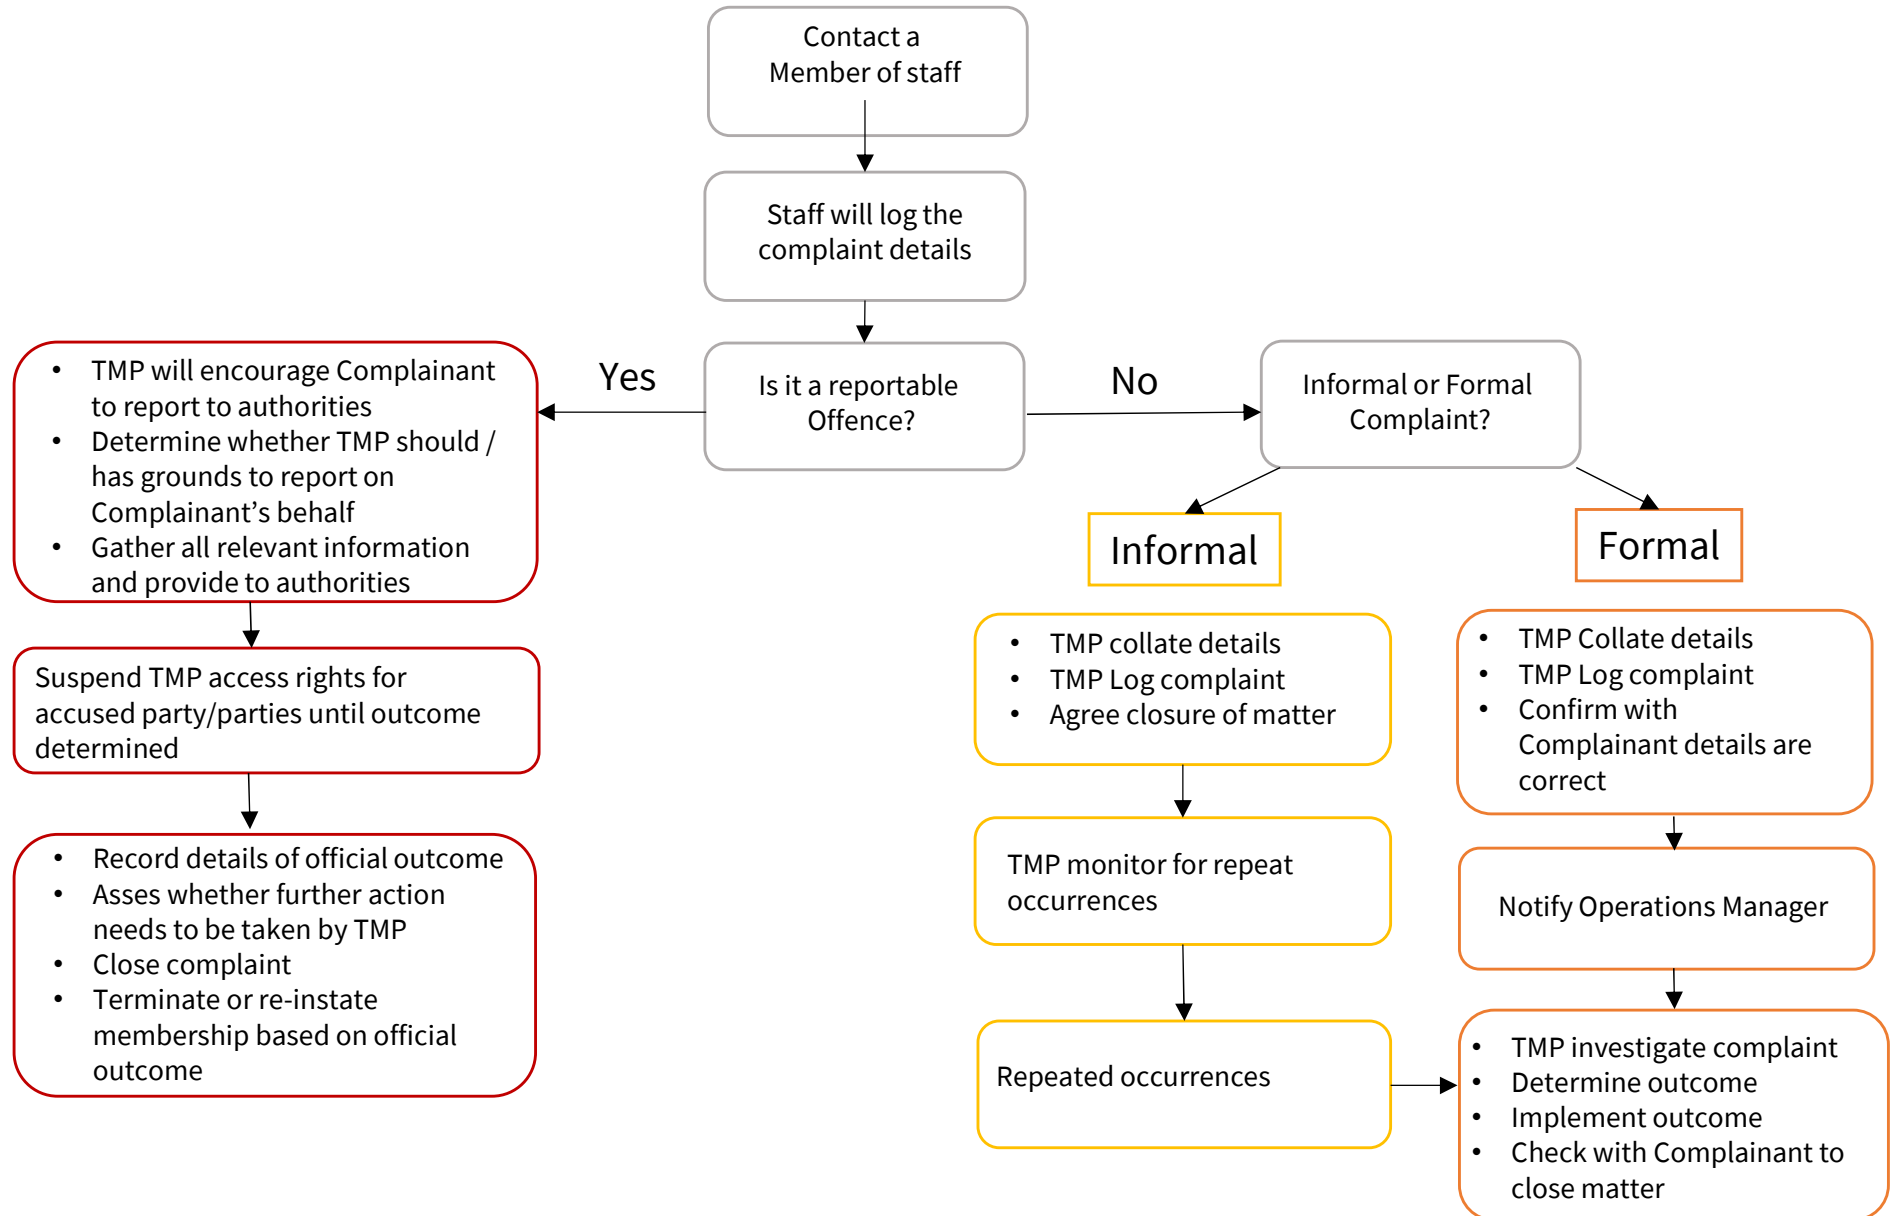 Contact a
Member of staff
Staff will log the
complaint details
Is it a reportable
Offence?
Yes
No
• TMP will encourage Complainant
to report to authorities
• Determine whether TMP should /
has grounds to report on
Complainant’s behalf
• Gather all relevant information
and provide to authorities
Suspend TMP access rights for
accused party/parties until outcome
determined
• Record details of official outcome
• Asses whether further action
needs to be taken by TMP
• Close complaint
• Terminate or re-instate
membership based on official
outcome
Informal or Formal
Complaint?
Informal
• TMP collate details
• TMP Log complaint
• Agree closure of matter
TMP monitor for repeat
occurrences
Repeated occurrences
Formal
• TMP Collate details
• TMP Log complaint
• Confirm with
Complainant details are
correct
Notify Operations Manager
• TMP investigate complaint
• Determine outcome
• Implement outcome
• Check with Complainant to
close matter